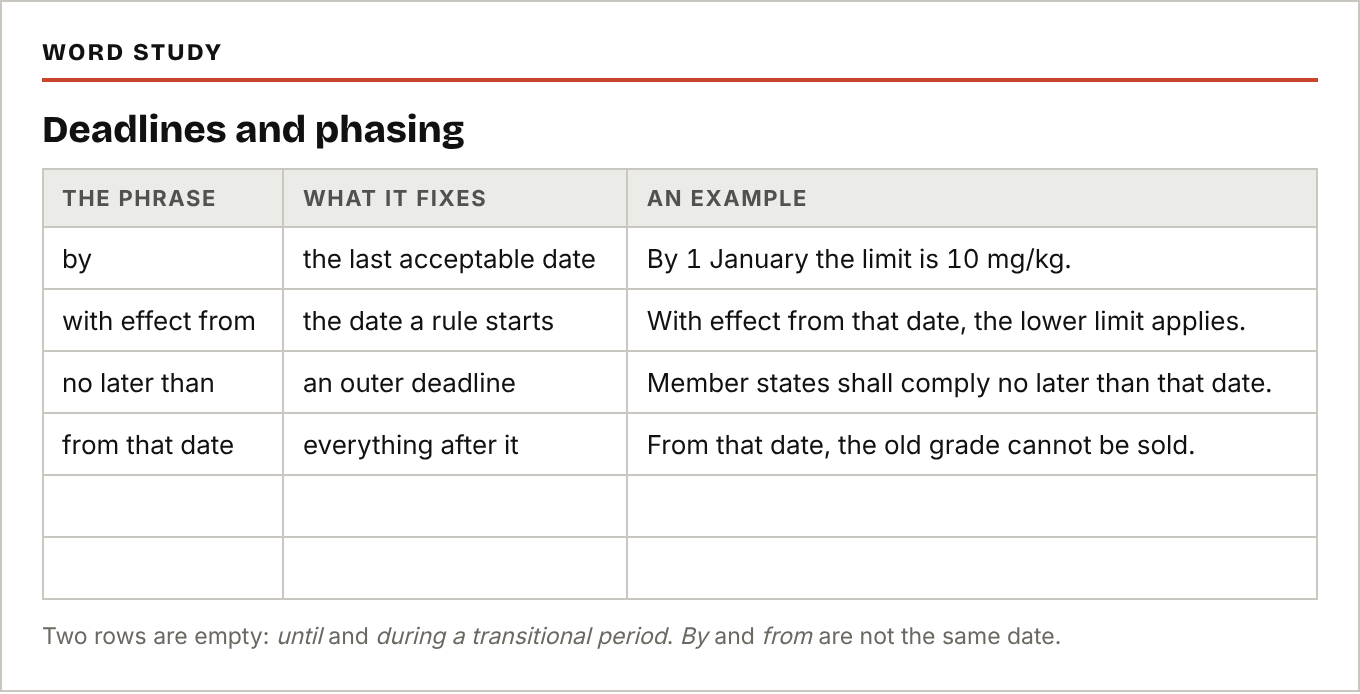 WORD STUDY
Deadlines and phasing
THE PHRASE WHAT IT FIXES AN EXAMPLE
by the last acceptable date By 1 January the limit is 10 mg/kg.
with effect from the date a rule starts With effect from that date, the lower limit applies.
no later than an outer deadline Member states shall comply no later than that date.
from that date everything after it From that date, the old grade cannot be sold.
Two rows are empty: until and during a transitional period. By and from are not the same date.